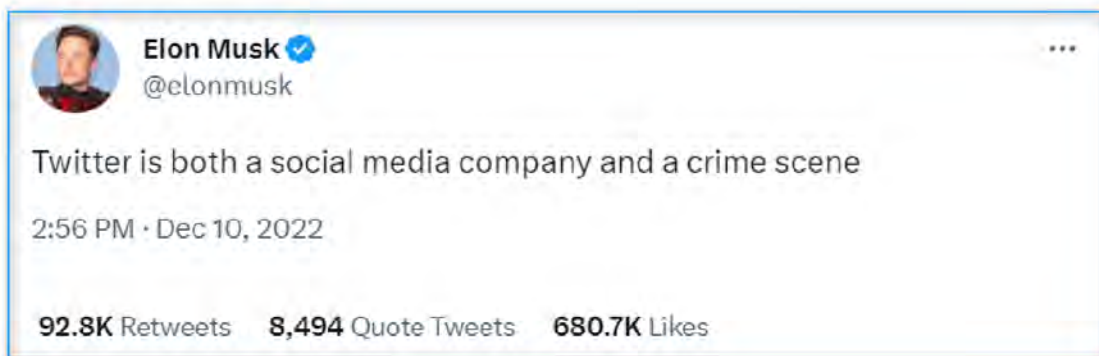 Elon Musk
@elonmusk
Twitter is both a social media company and a crime scene
2:56 PM · Dec 10, 2022
92.8K Retweets 8,494 Quote Tweets 680.7K Likes